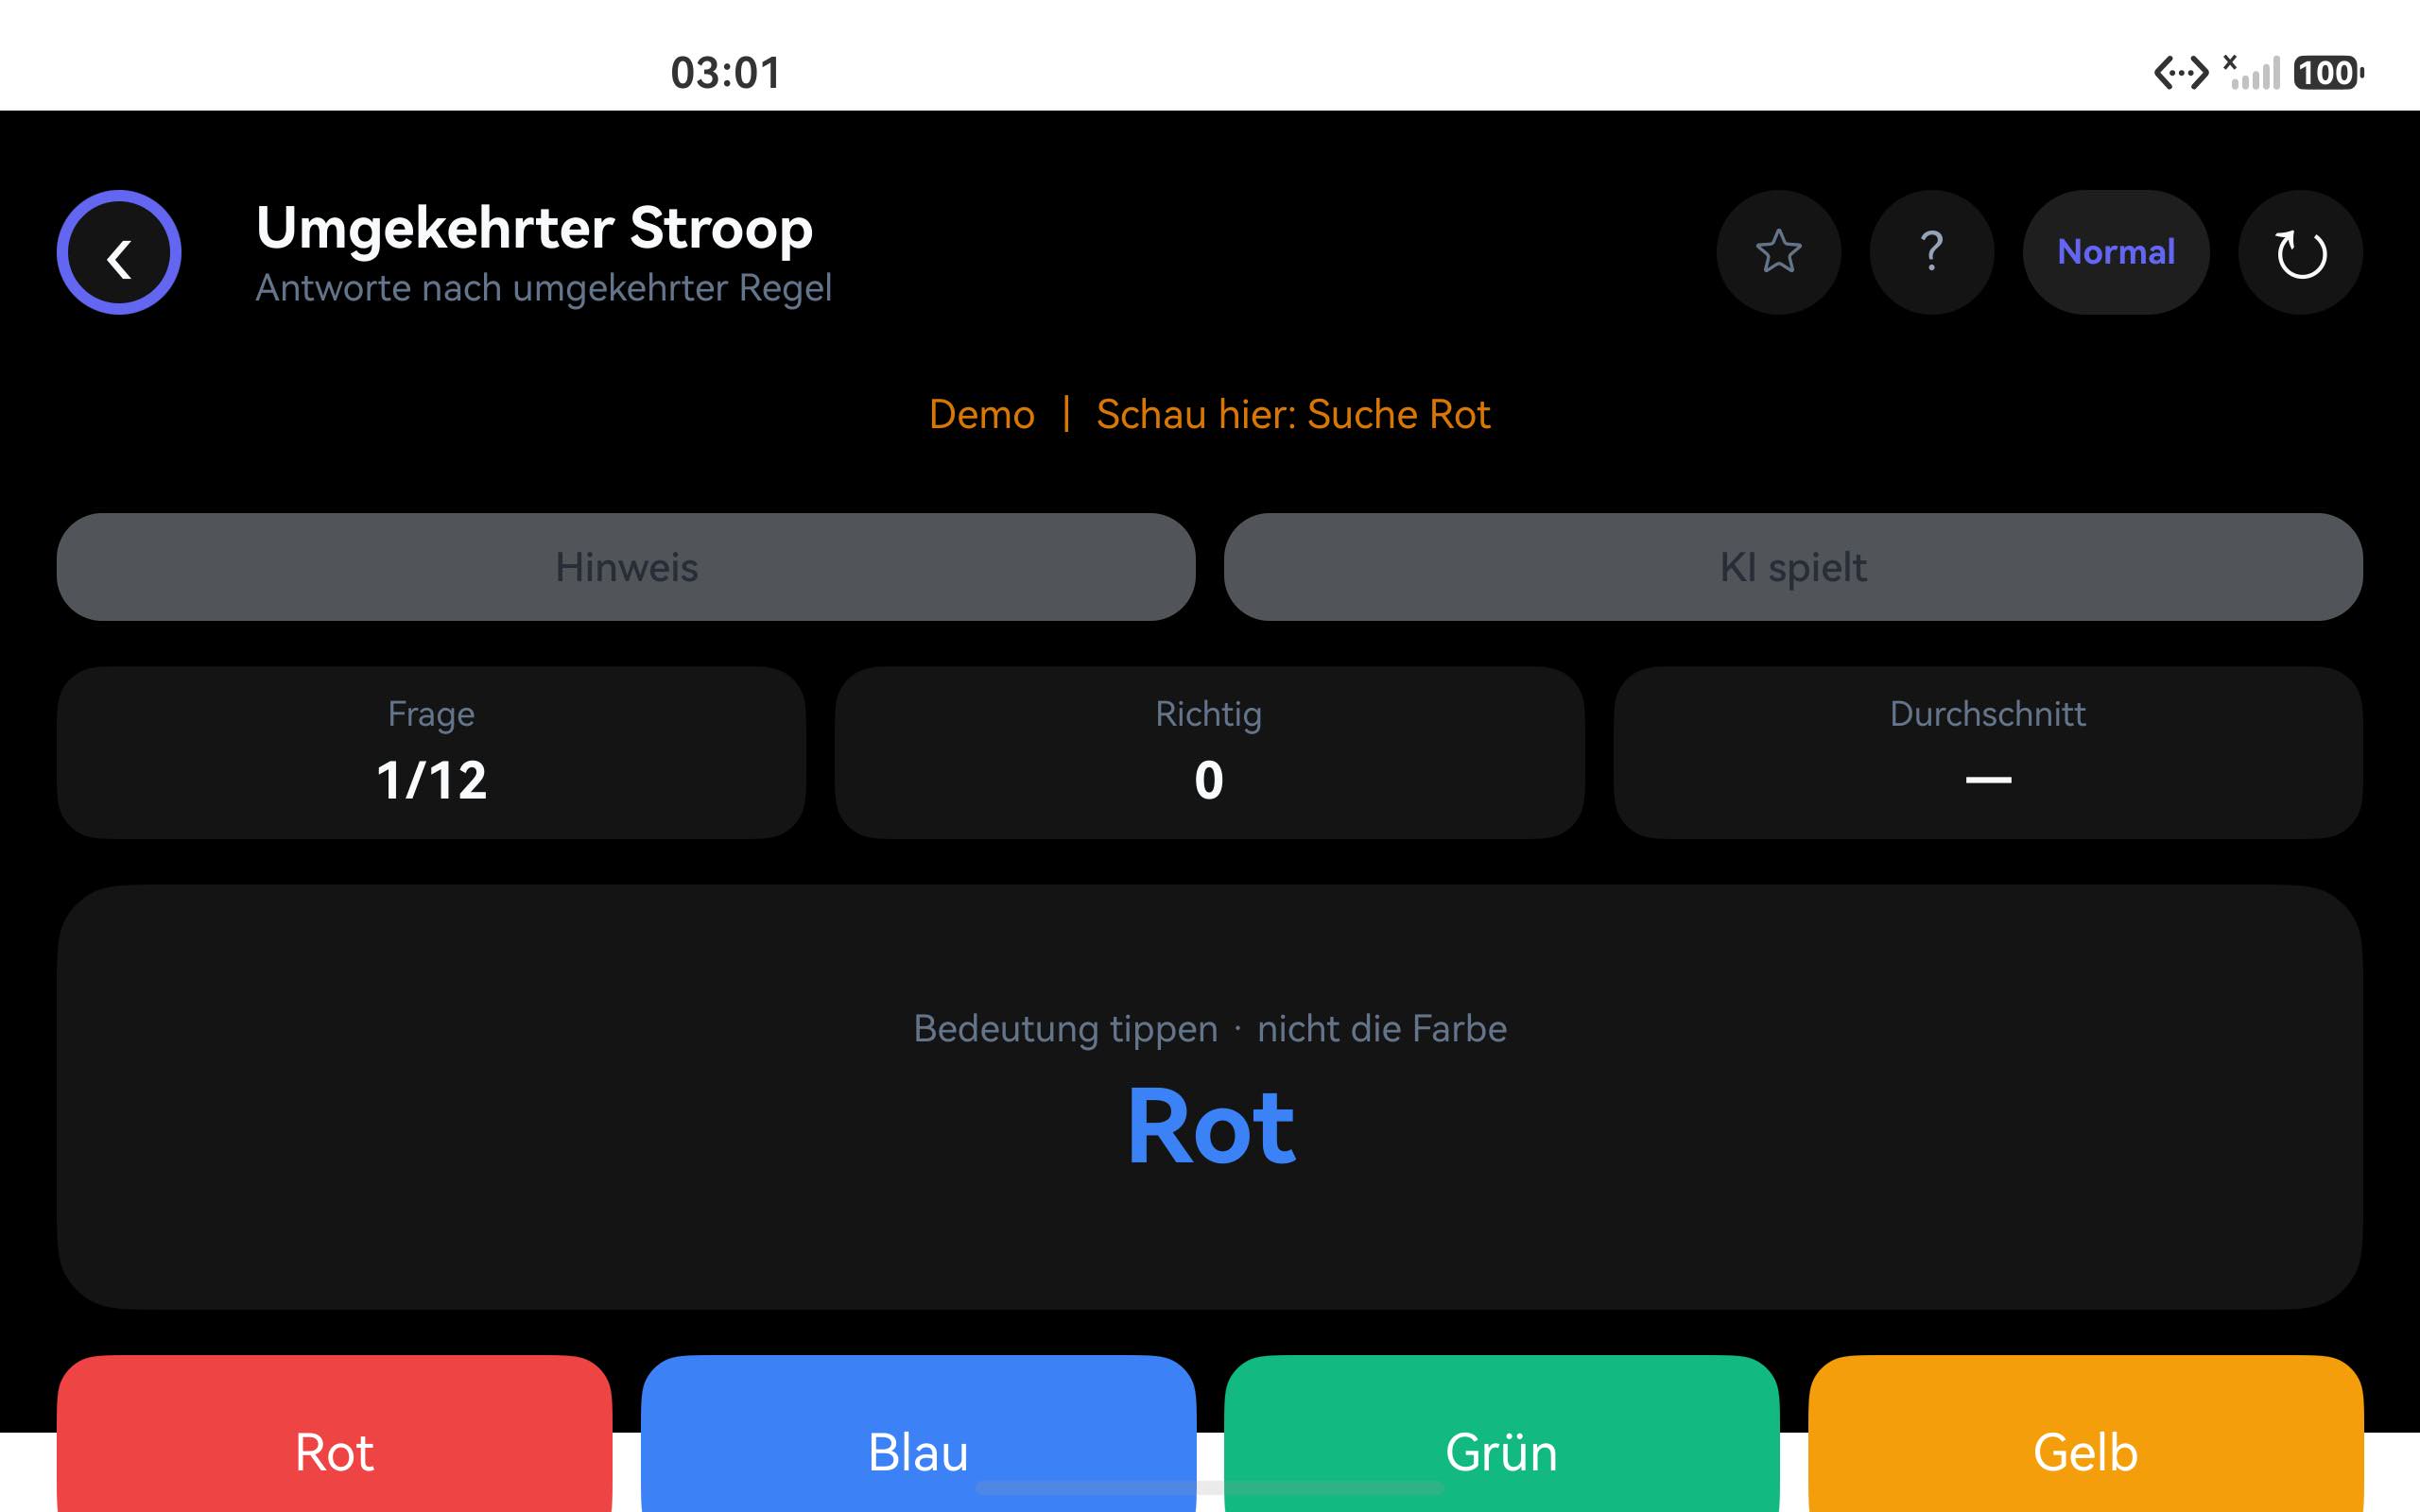 03:01
100
Umgekehrter Stroop
Antworte nach umgekehrter Regel
?
Normal
Demo | Schau hier: Suche Rot
Hinweis
KI spielt
Frage
1/12
Richtig
0
Durchschnitt
—
Bedeutung tippen · nicht die Farbe
Rot
Rot
Blau
Grün
Gelb